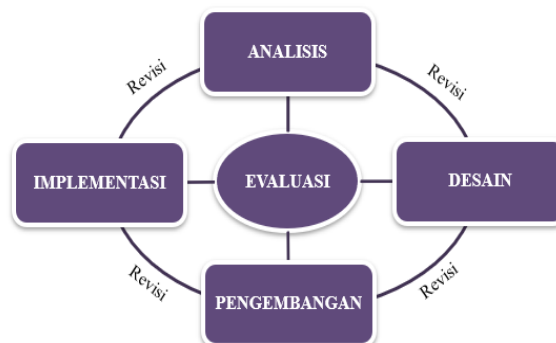 ANALISIS
Revisi
Revisi
IMPLEMENTASI
EVALUASI
DESAIN
Revisi
Revisi
PENGEMBANGAN